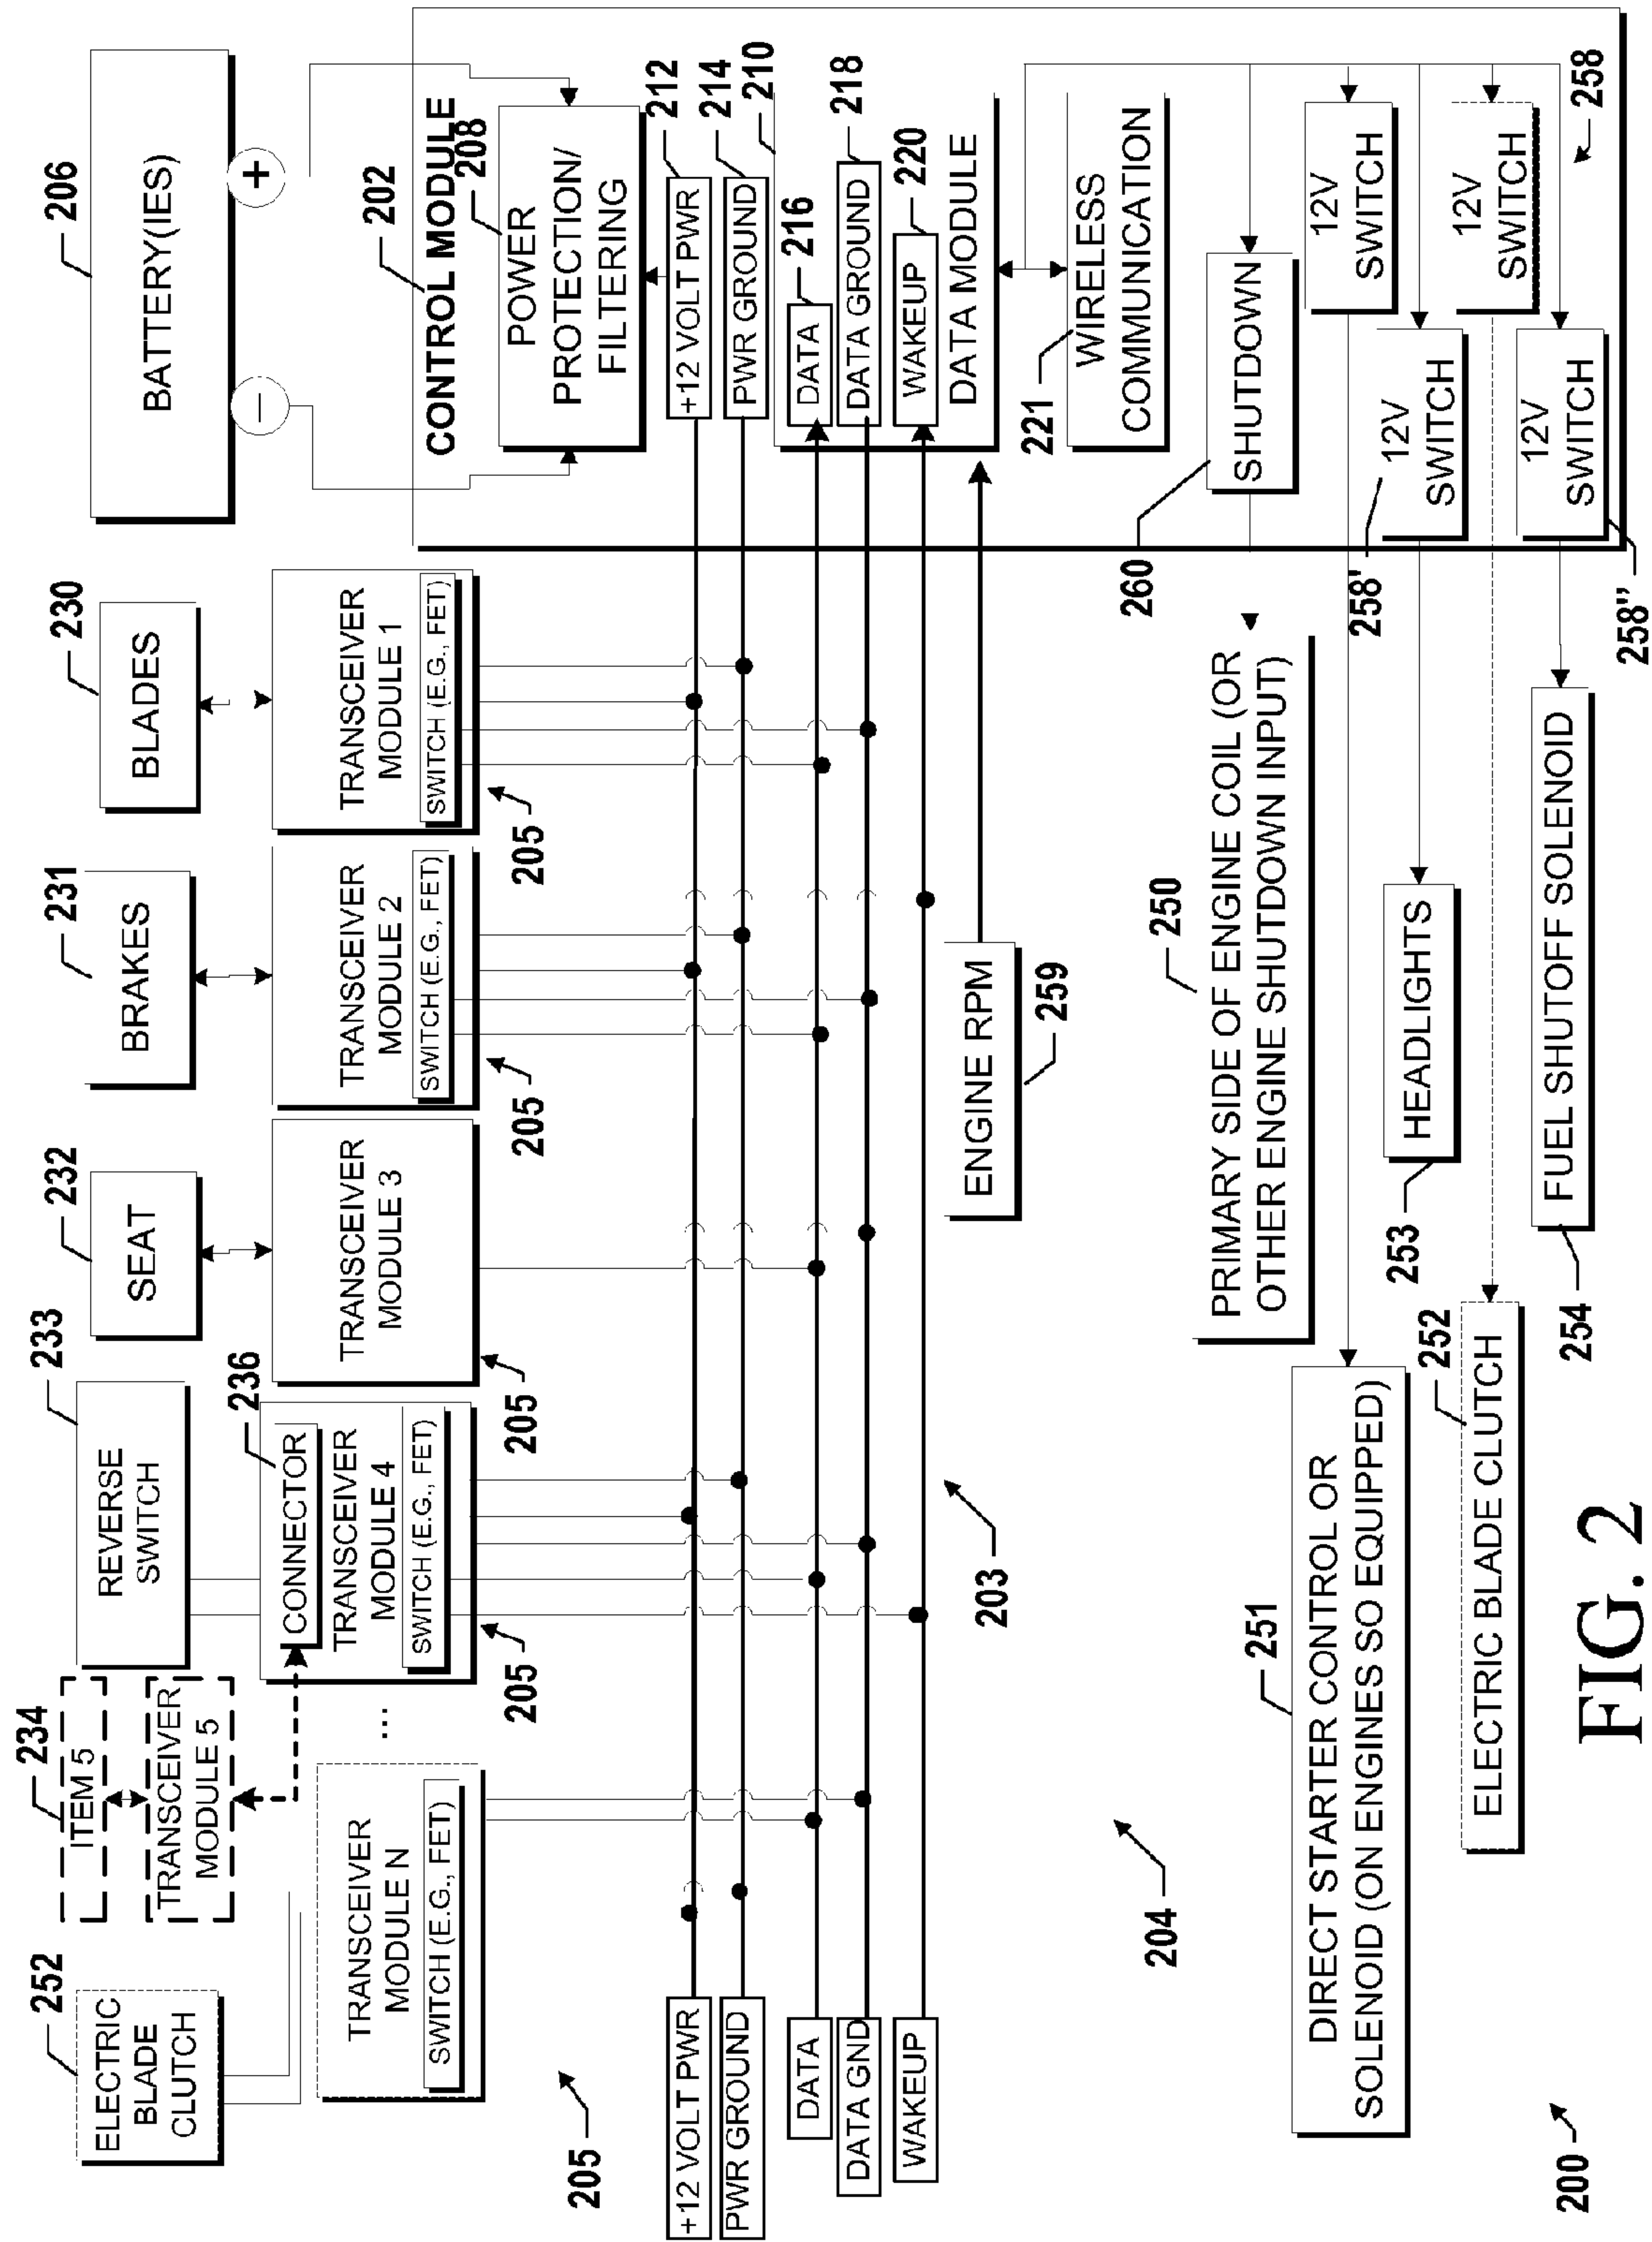 206
BATTERY(IES)
+
–
202
CONTROL MODULE
208
POWER
PROTECTION/
FILTERING
212
+12 VOLT PWR
214
PWR GROUND
210
216
DATA
218
DATA GROUND
220
WAKEUP
DATA MODULE
221
WIRELESS
COMMUNICATION
260
SHUTDOWN
12V
SWITCH
258'
12V
SWITCH
12V
SWITCH
258
12V
SWITCH
258''
230
BLADES
TRANSCEIVER
MODULE 1
SWITCH (E.G., FET)
205
231
BRAKES
TRANSCEIVER
MODULE 2
SWITCH (E.G., FET)
205
232
SEAT
TRANSCEIVER
MODULE 3
205
233
REVERSE
SWITCH
236
CONNECTOR
TRANSCEIVER
MODULE 4
SWITCH (E.G., FET)
205
234
ITEM 5
TRANSCEIVER
MODULE 5
...
252
ELECTRIC
BLADE
CLUTCH
TRANSCEIVER
MODULE N
SWITCH (E.G., FET)
205
+12 VOLT PWR
PWR GROUND
DATA
DATA GND
WAKEUP
ENGINE RPM
259
203
204
250
PRIMARY SIDE OF ENGINE COIL (OR
OTHER ENGINE SHUTDOWN INPUT)
251
DIRECT STARTER CONTROL OR
SOLENOID (ON ENGINES SO EQUIPPED)
HEADLIGHTS
253
252
ELECTRIC BLADE CLUTCH
FUEL SHUTOFF SOLENOID
254
200
FIG. 2